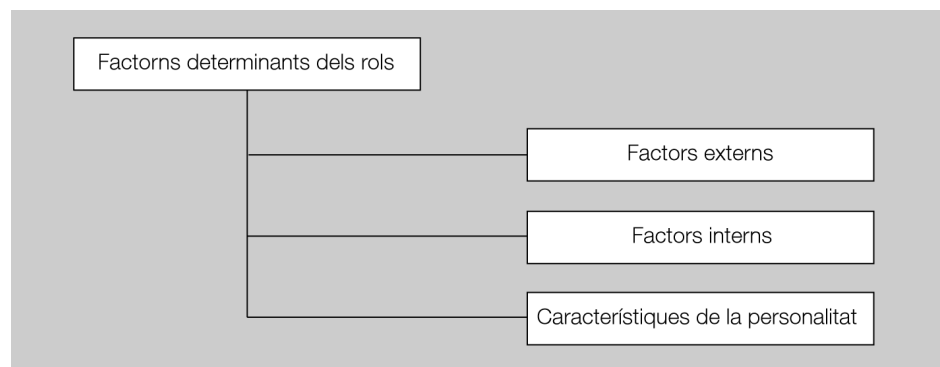 Factorns determinants dels rols
Factors externs
Factors interns
Característiques de la personalitat